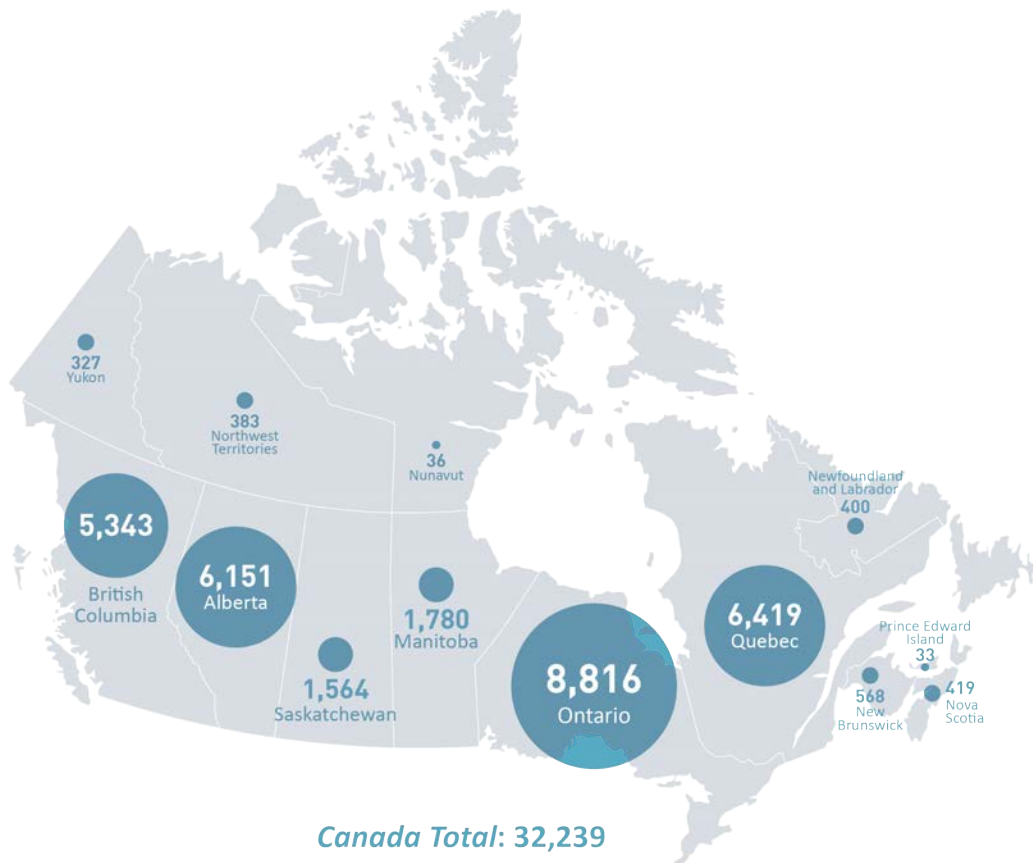 327
Yukon
383
Northwest
Territories
36
Nunavut
Newfoundland
and Labrador
400
5,343
British
Columbia
6,151
Alberta
1,564
Saskatchewan
1,780
Manitoba
8,816
Ontario
6,419
Quebec
Prince Edward
Island
33
568
New
Brunswick
419
Nova
Scotia
Canada Total: 32,239